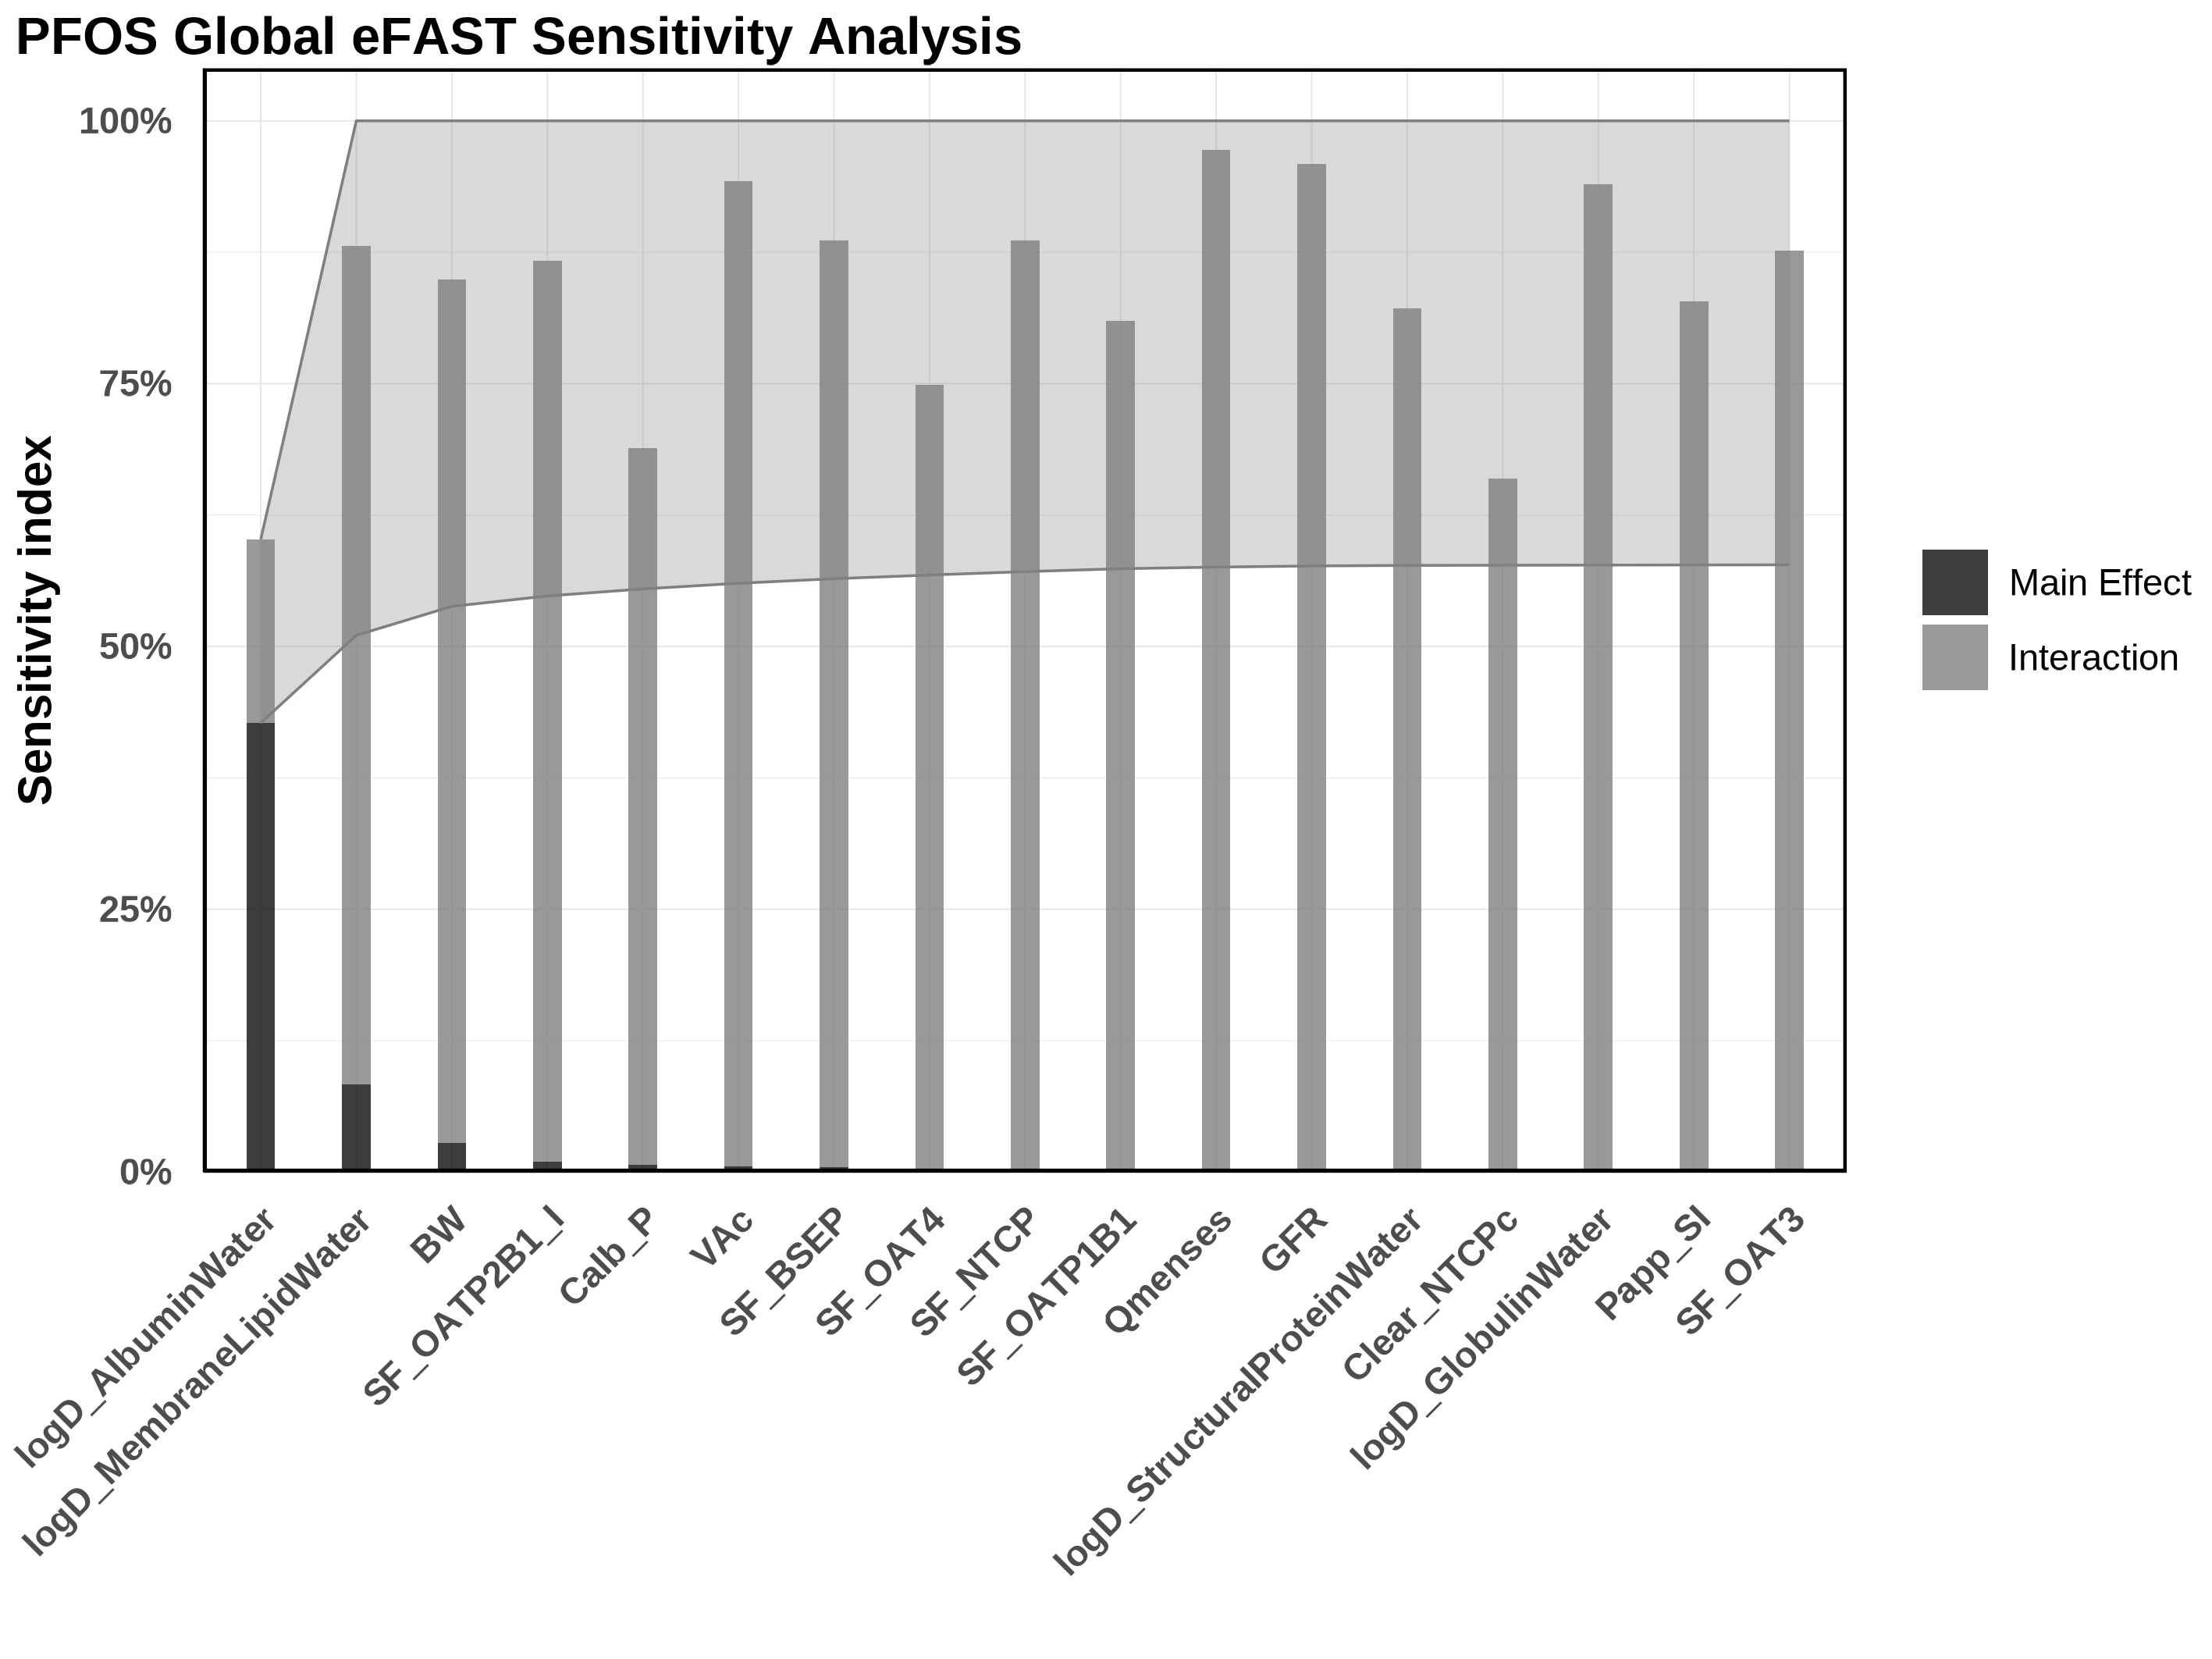 PFOS Global eFAST Sensitivity Analysis
Sensitivity index
100%
75%
50%
25%
0%
logD_AlbuminWater
logD_MembraneLipidWater
BW
SF_OATP2B1_I
Calb_P
VAc
SF_BSEP
SF_OAT4
SF_NTCP
SF_OATP1B1
Qmenses
GFR
logD_StructuralProteinWater
Clear_NTCPc
logD_GlobulinWater
Papp_SI
SF_OAT3
Main Effect
Interaction